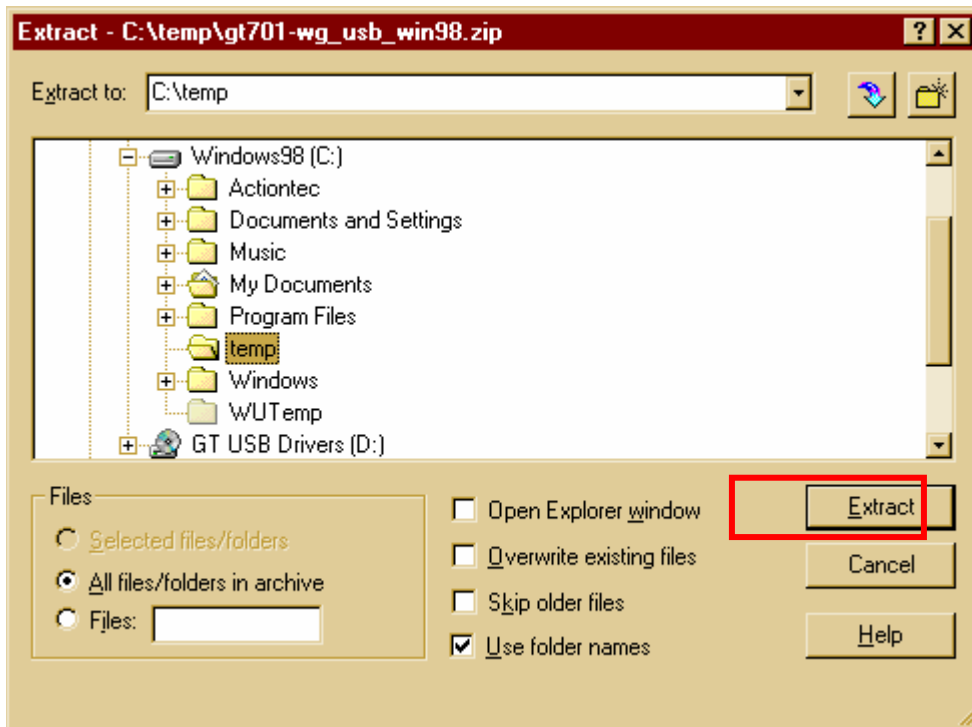 Extract - C:\temp\gt701-wg_usb_win98.zip
Extract to: C:\temp
Windows98 (C:)
Actiontec
Documents and Settings
Music
My Documents
Program Files
temp
Windows
WUTemp
GT USB Drivers (D:)
Files
Selected files/folders
All files/folders in archive
Files:
Open Explorer window
Overwrite existing files
Skip older files
Use folder names
Extract
Cancel
Help